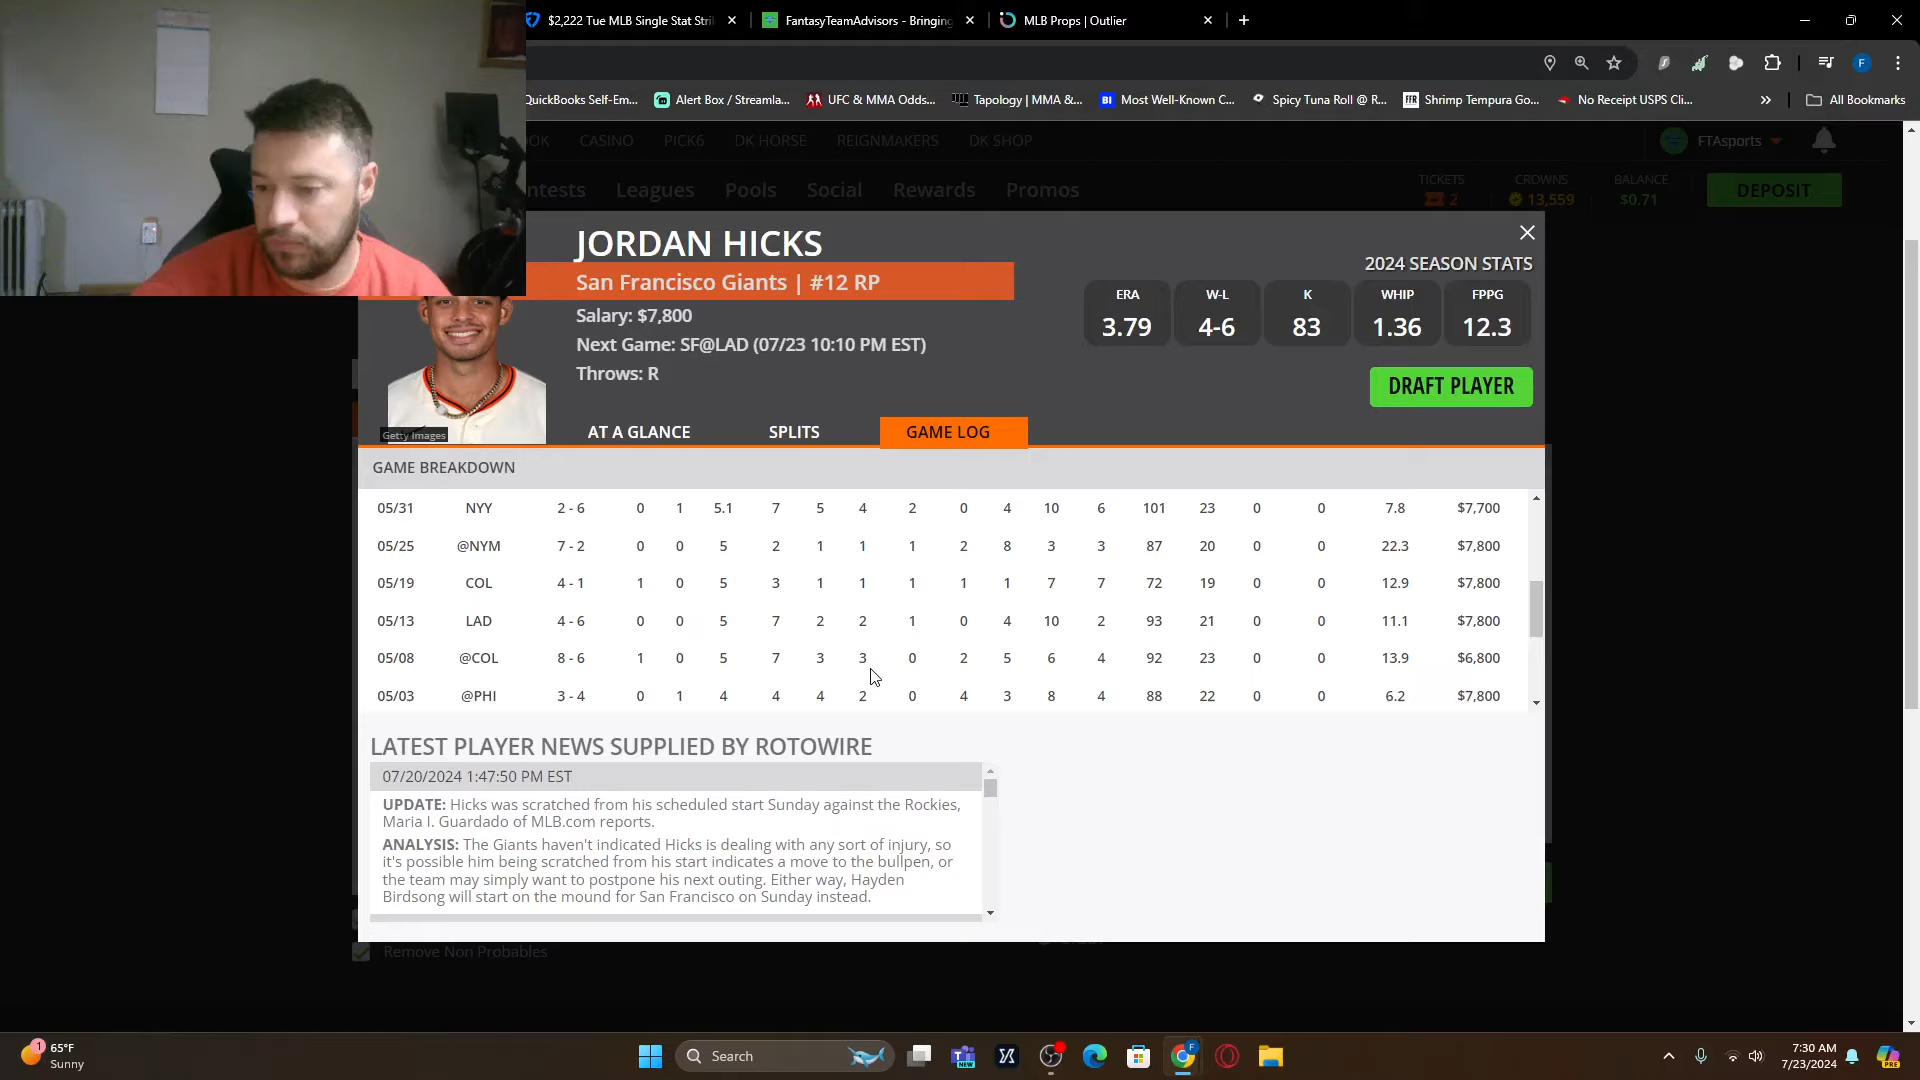 $2,222 Tue MLB Single Stat Stri
FantasyTeamAdvisors - Bringing
MLB Props | Outlier
QuickBooks Self-Em...
Alert Box / Streamla...
UFC & MMA Odds...
Tapology | MMA &...
Most Well-Known C...
Spicy Tuna Roll @ R...
Shrimp Tempura Go...
No Receipt USPS Cli...
All Bookmarks
OK CASINO PICK6 DK HORSE REIGNMAKERS DK SHOP
FTAsports
ntests Leagues Pools Social Rewards Promos
TICKETS
2
CROWNS
13,559
BALANCE
$0.71
DEPOSIT
JORDAN HICKS
San Francisco Giants | #12 RP
Salary: $7,800
Next Game: SF@LAD (07/23 10:10 PM EST)
Throws: R
Getty Images
2024 SEASON STATS
ERA W-L K WHIP FPPG
3.79 4-6 83 1.36 12.3
DRAFT PLAYER
AT A GLANCE SPLITS GAME LOG
GAME BREAKDOWN
05/31 NYY 2 - 6 0 1 5.1 7 5 4 2 0 4 10 6 101 23 0 0 7.8 $7,700
05/25 @NYM 7 - 2 0 0 5 2 1 1 1 2 8 3 3 87 20 0 0 22.3 $7,800
05/19 COL 4 - 1 1 0 5 3 1 1 1 1 1 7 7 72 19 0 0 12.9 $7,800
05/13 LAD 4 - 6 0 0 5 7 2 2 1 0 4 10 2 93 21 0 0 11.1 $7,800
05/08 @COL 8 - 6 1 0 5 7 3 3 0 2 5 6 4 92 23 0 0 13.9 $6,800
05/03 @PHI 3 - 4 0 1 4 4 4 2 0 4 3 8 4 88 22 0 0 6.2 $7,800
LATEST PLAYER NEWS SUPPLIED BY ROTOWIRE
07/20/2024 1:47:50 PM EST
UPDATE: Hicks was scratched from his scheduled start Sunday against the Rockies,
Maria I. Guardado of MLB.com reports.
ANALYSIS: The Giants haven't indicated Hicks is dealing with any sort of injury, so
it's possible him being scratched from his start indicates a move to the bullpen, or
the team may simply want to postpone his next outing. Either way, Hayden
Birdsong will start on the mound for San Francisco on Sunday instead.
Remove Non Probables
1
65°F
Sunny
Search
7:30 AM
7/23/2024